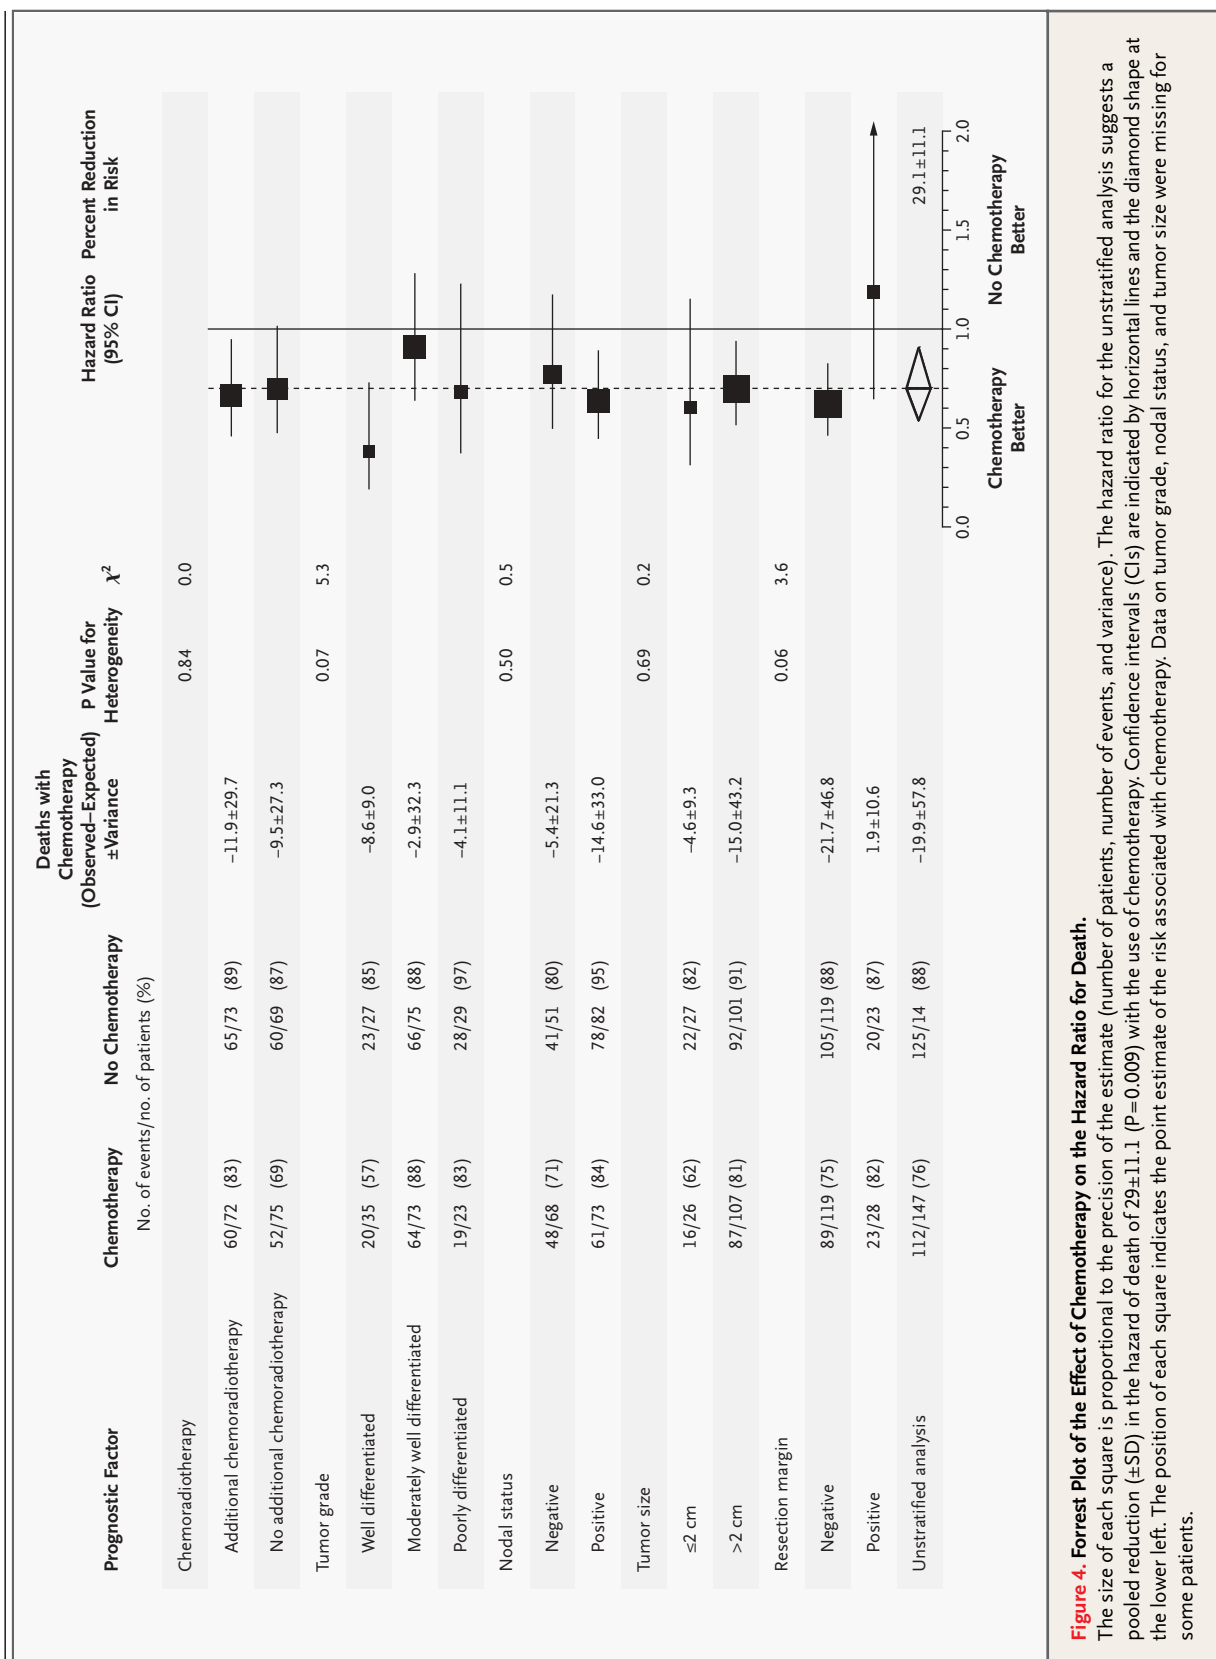 Prognostic Factor Chemotherapy No Chemotherapy Deaths with Chemotherapy (Observed–Expected) ±Variance P Value for Heterogeneity χ² Hazard Ratio (95% CI) Percent Reduction in Risk
No. of events/no. of patients (%)
Chemoradiotherapy 0.84 0.0
Additional chemoradiotherapy 60/72 (83) 65/73 (89) −11.9±29.7
No additional chemoradiotherapy 52/75 (69) 60/69 (87) −9.5±27.3
Tumor grade 0.07 5.3
Well differentiated 20/35 (57) 23/27 (85) −8.6±9.0
Moderately well differentiated 64/73 (88) 66/75 (88) −2.9±32.3
Poorly differentiated 19/23 (83) 28/29 (97) −4.1±11.1
Nodal status 0.50 0.5
Negative 48/68 (71) 41/51 (80) −5.4±21.3
Positive 61/73 (84) 78/82 (95) −14.6±33.0
Tumor size 0.69 0.2
≤2 cm 16/26 (62) 22/27 (82) −4.6±9.3
>2 cm 87/107 (81) 92/101 (91) −15.0±43.2
Resection margin 0.06 3.6
Negative 89/119 (75) 105/119 (88) −21.7±46.8
Positive 23/28 (82) 20/23 (87) 1.9±10.6
Unstratified analysis 112/147 (76) 125/14 (88) −19.9±57.8 29.1±11.1
0.0 0.5 1.0 1.5 2.0
Chemotherapy Better No Chemotherapy Better
Figure 4. Forrest Plot of the Effect of Chemotherapy on the Hazard Ratio for Death.
The size of each square is proportional to the precision of the estimate (number of patients, number of events, and variance). The hazard ratio for the unstratified analysis suggests a
pooled reduction (±SD) in the hazard of death of 29±11.1 (P=0.009) with the use of chemotherapy. Confidence intervals (CIs) are indicated by horizontal lines and the diamond shape at
the lower left. The position of each square indicates the point estimate of the risk associated with chemotherapy. Data on tumor grade, nodal status, and tumor size were missing for
some patients.